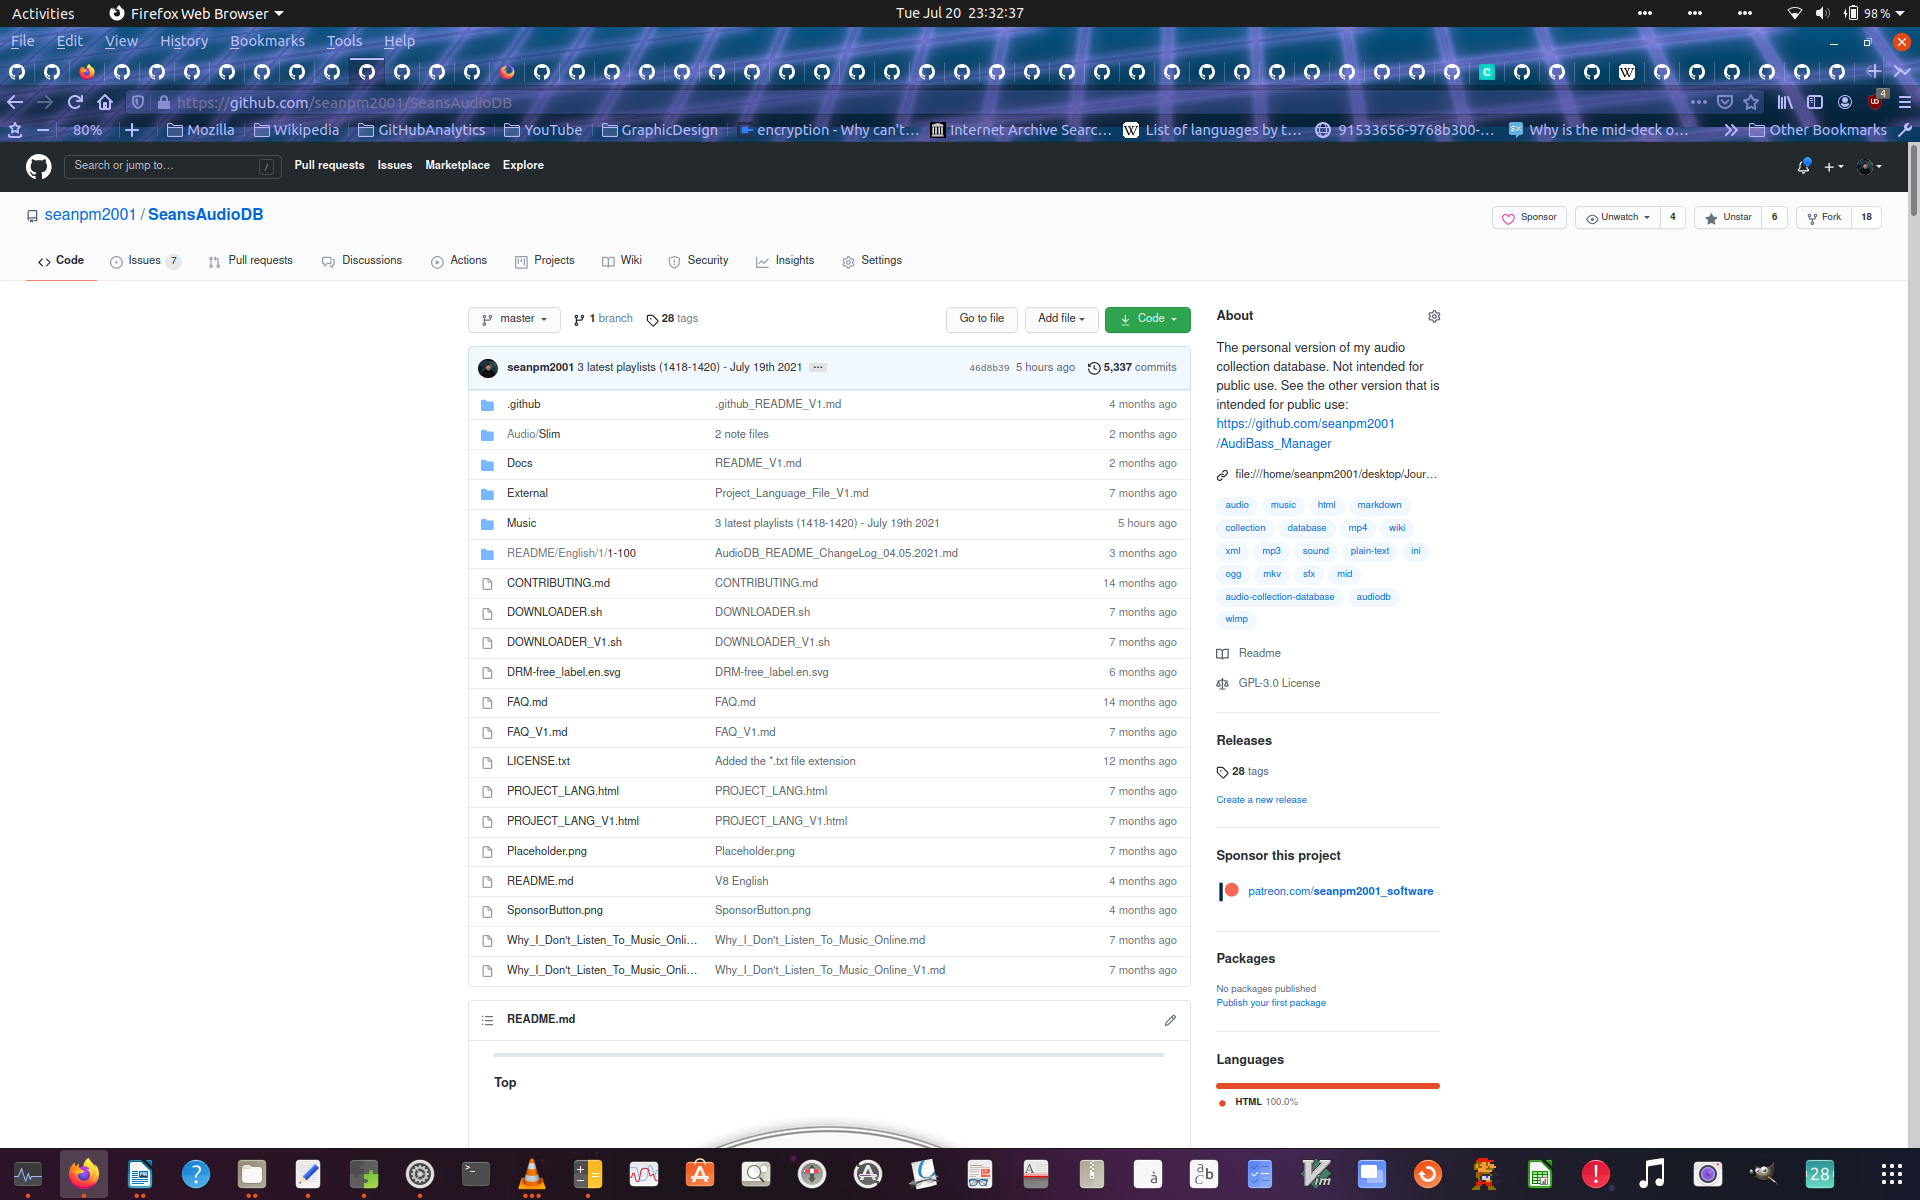 Activities Firefox Web Browser Tue Jul 20 23:32:37 98 %
File Edit View History Bookmarks Tools Help
https://github.com/seanpm2001/SeansAudioDB
80% Mozilla Wikipedia GitHubAnalytics YouTube GraphicDesign encryption - Why can't… Internet Archive Searc… List of languages by t… 91533656-9768b300-… Why is the mid-deck o… Other Bookmarks
Search or jump to… / Pull requests Issues Marketplace Explore
seanpm2001 / SeansAudioDB
Sponsor Unwatch 4 Unstar 6 Fork 18
Code Issues 7 Pull requests Discussions Actions Projects Wiki Security Insights Settings
master 1 branch 28 tags Go to file Add file Code
seanpm2001 3 latest playlists (1418-1420) - July 19th 2021 ··· 46d8b39 5 hours ago 5,337 commits
.github .github_README_V1.md 4 months ago
Audio/Slim 2 note files 2 months ago
Docs README_V1.md 2 months ago
External Project_Language_File_V1.md 7 months ago
Music 3 latest playlists (1418-1420) - July 19th 2021 5 hours ago
README/English/1/1-100 AudioDB_README_ChangeLog_04.05.2021.md 3 months ago
CONTRIBUTING.md CONTRIBUTING.md 14 months ago
DOWNLOADER.sh DOWNLOADER.sh 7 months ago
DOWNLOADER_V1.sh DOWNLOADER_V1.sh 7 months ago
DRM-free_label.en.svg DRM-free_label.en.svg 6 months ago
FAQ.md FAQ.md 14 months ago
FAQ_V1.md FAQ_V1.md 7 months ago
LICENSE.txt Added the *.txt file extension 12 months ago
PROJECT_LANG.html PROJECT_LANG.html 7 months ago
PROJECT_LANG_V1.html PROJECT_LANG_V1.html 7 months ago
Placeholder.png Placeholder.png 7 months ago
README.md V8 English 4 months ago
SponsorButton.png SponsorButton.png 4 months ago
Why_I_Don't_Listen_To_Music_Onli… Why_I_Don't_Listen_To_Music_Online.md 7 months ago
Why_I_Don't_Listen_To_Music_Onli… Why_I_Don't_Listen_To_Music_Online_V1.md 7 months ago
README.md
Top
About
The personal version of my audio
collection database. Not intended for
public use. See the other version that is
intended for public use:
https://github.com/seanpm2001
/AudiBass_Manager
file:///home/seanpm2001/desktop/Jour…
audio music html markdown
collection database mp4 wiki
xml mp3 sound plain-text ini
ogg mkv sfx mid
audio-collection-database audiodb
wlmp
Readme
GPL-3.0 License
Releases
28 tags
Create a new release
Sponsor this project
patreon.com/seanpm2001_software
Packages
No packages published
Publish your first package
Languages
HTML 100.0%
28